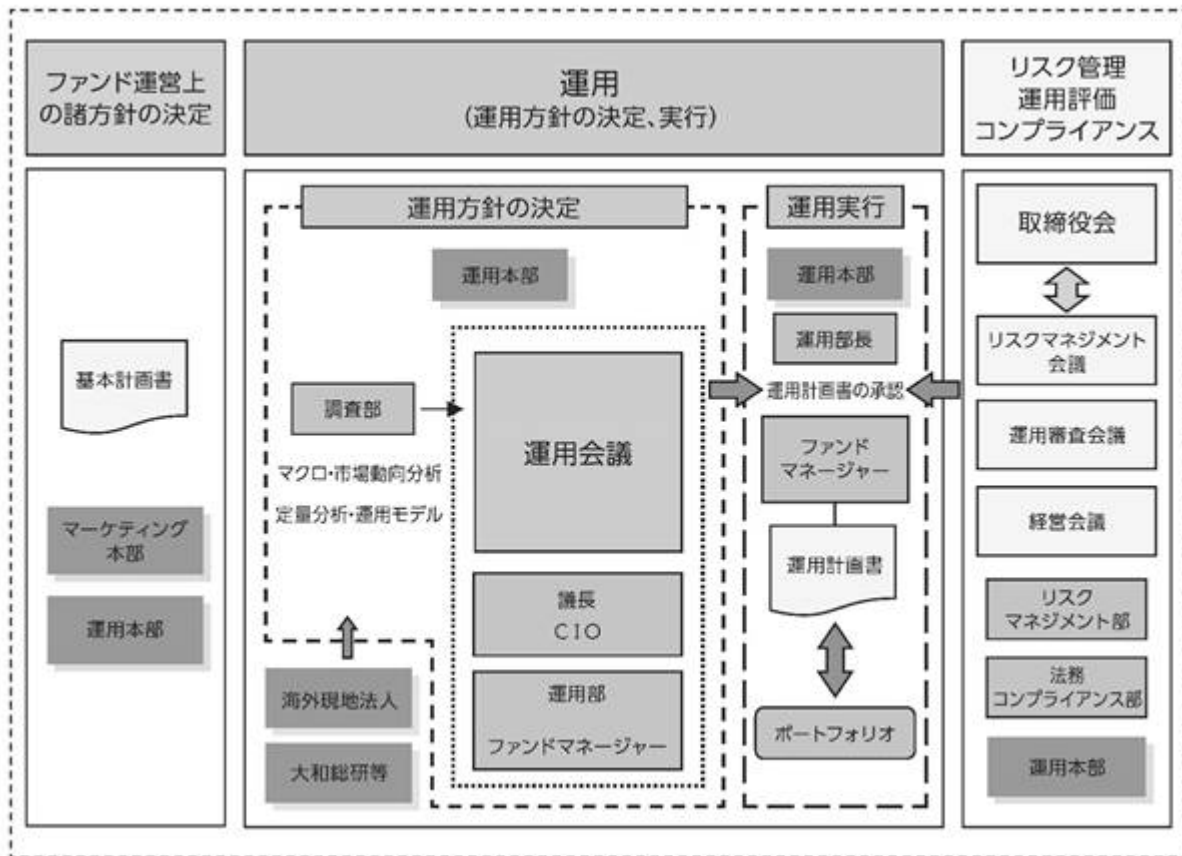 ファンド運営上
の諸方針の決定
運用
(運用方針の決定、実行)
リスク管理
運用評価
コンプライアンス
基本計画書
マーケティング
本部
運用本部
運用方針の決定
運用本部
調査部
マクロ・市場動向分析
定量分析・運用モデル
海外現地法人
大和総研等
運用会議
議長
CIO
運用部
ファンドマネージャー
運用実行
運用本部
運用部長
運用計画書の承認
ファンド
マネージャー
運用計画書
ポートフォリオ
取締役会
リスクマネジメント
会議
運用審査会議
経営会議
リスク
マネジメント部
法務
コンプライアンス部
運用本部